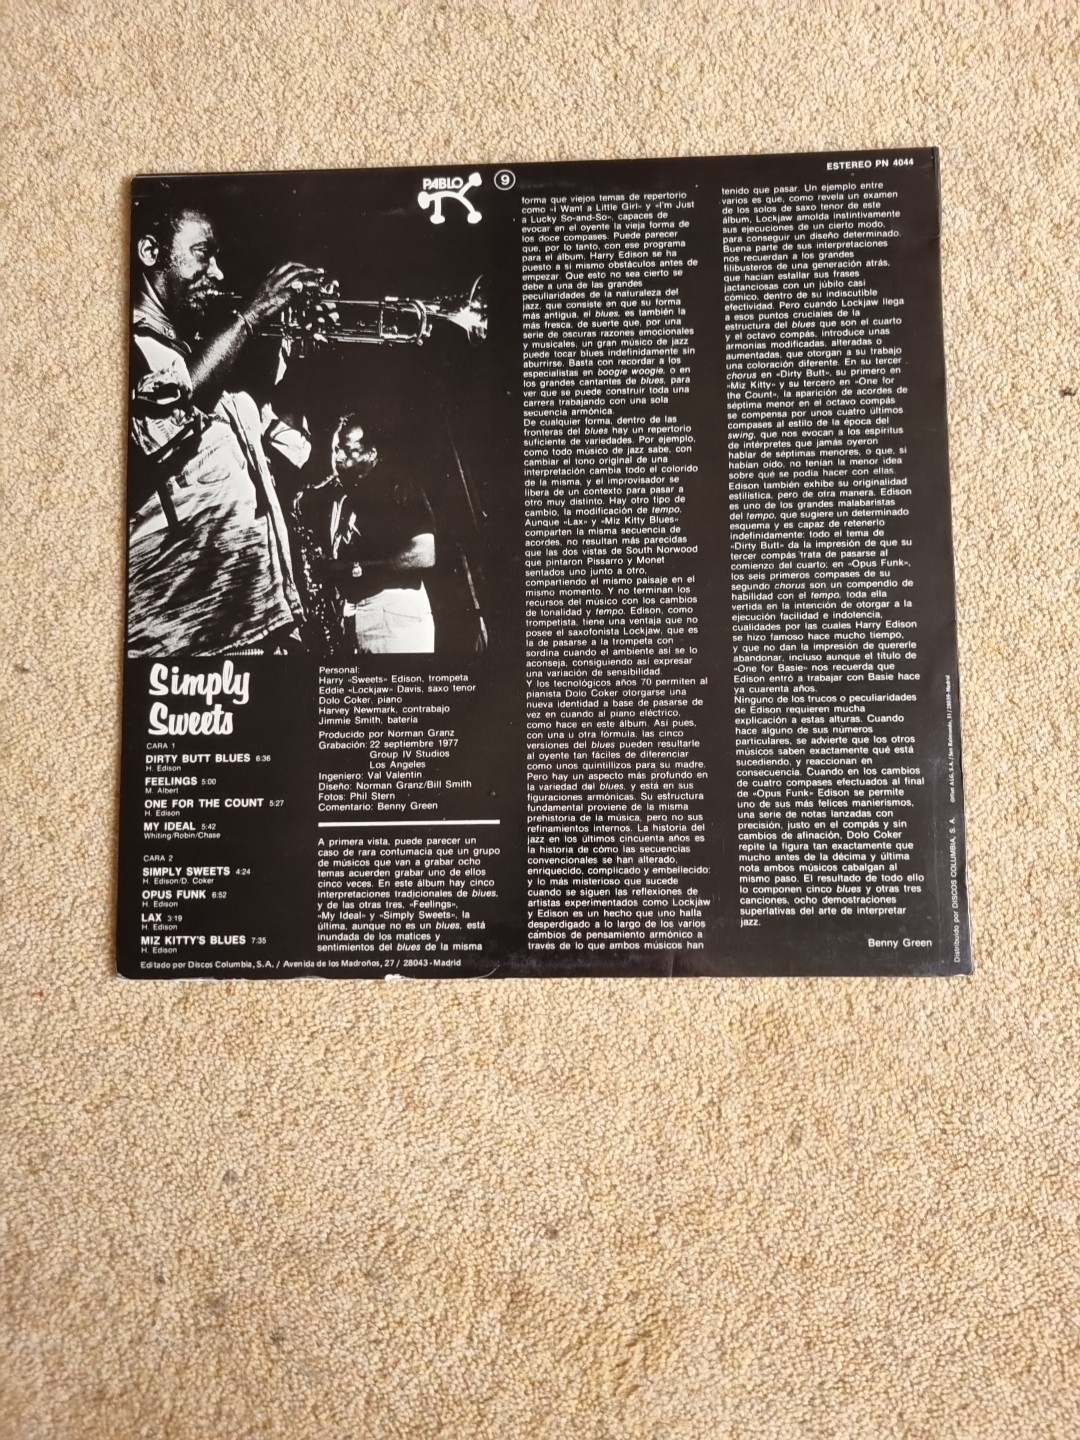 PABLO
9
ESTEREO PN 4044
Simply
Sweets
CARA 1
DIRTY BUTT BLUES 6:36
H. Edison
FEELINGS 5:00
M. Albert
ONE FOR THE COUNT 5:27
H. Edison
MY IDEAL 5:42
Whiting/Robin/Chase
CARA 2
SIMPLY SWEETS 4:24
H. Edison/D. Coker
OPUS FUNK 6:52
H. Edison
LAX 3:19
H. Edison
MIZ KITTY'S BLUES 7:35
H. Edison
Editado por Discos Columbia, S.A. / Avenida de los Madroños, 27 / 28043 - Madrid
Personal:
Harry «Sweets» Edison, trompeta
Eddie «Lockjaw» Davis, saxo tenor
Dolo Coker, piano
Harvey Newmark, contrabajo
Jimmie Smith, batería
Producido por Norman Granz
Grabación: 22 septiembre 1977
Group IV Studios
Los Angeles
Ingeniero: Val Valentin
Diseño: Norman Granz/Bill Smith
Fotos: Phil Stern
Comentario: Benny Green
A primera vista, puede parecer un
caso de rara contumacia que un grupo
de músicos que van a grabar ocho
temas acuerden grabar uno de ellos
cinco veces. En este álbum hay cinco
interpretaciones tradicionales de blues,
y de las otras tres, «Feelings»,
«My Ideal» y «Simply Sweets», la
última, aunque no es un blues, está
inundada de los matices y
sentimientos del blues de la misma
forma que viejos temas de repertorio
como «I Want a Little Girl» y «I'm Just
a Lucky So-and-So», capaces de
evocar en el oyente la vieja forma de
los doce compases. Puede parecer
que, por lo tanto, con ese programa
para el álbum, Harry Edison se ha
puesto a sí mismo obstáculos antes de
empezar. Que esto no sea cierto se
debe a una de las grandes
peculiaridades de la naturaleza del
jazz, que consiste en que su forma
más antigua, el blues, es también la
más fresca, de suerte que, por una
serie de oscuras razones emocionales
y musicales, un gran músico de jazz
puede tocar blues indefinidamente sin
aburrirse. Basta con recordar a los
especialistas en boogie woogie, o en
los grandes cantantes de blues, para
ver que se puede construir toda una
carrera trabajando con una sola
secuencia armónica.
De cualquier forma, dentro de las
fronteras del blues hay un repertorio
suficiente de variedades. Por ejemplo,
como todo músico de jazz sabe, con
cambiar el tono original de una
interpretación cambia todo el colorido
de la misma, y el improvisador se
libera de un contexto para pasar a
otro muy distinto. Hay otro tipo de
cambio, la modificación de tempo.
Aunque «Lax» y «Miz Kitty Blues»
comparten la misma secuencia de
acordes, no resultan más parecidas
que las dos vistas de South Norwood
que pintaron Pissarro y Monet
sentados uno junto a otro,
compartiendo el mismo paisaje en el
mismo momento. Y no terminan los
recursos del músico con los cambios
de tonalidad y tempo. Edison, como
trompetista, tiene una ventaja que no
posee el saxofonista Lockjaw, que es
la de pasarse a la trompeta con
sordina cuando el ambiente así se lo
aconseja, consiguiendo así expresar
una variación de sensibilidad.
Y los tecnológicos años 70 permiten al
pianista Dolo Coker otorgarse una
nueva identidad a base de pasarse de
vez en cuando al piano eléctrico,
como hace en este álbum. Así pues,
con una u otra fórmula, las cinco
versiones del blues pueden resultarle
al oyente tan fáciles de diferenciar
como unos quintillizos para su madre.
Pero hay un aspecto más profundo en
la variedad del blues, y está en sus
figuraciones armónicas. Su estructura
fundamental proviene de la misma
prehistoria de la música, pero no sus
refinamientos internos. La historia del
jazz en los últimos cincuenta años es
la historia de cómo las secuencias
convencionales se han alterado,
enriquecido, complicado y embellecido:
y lo más misterioso que sucede
cuando se siguen las reflexiones de
artistas experimentados como Lockjaw
y Edison es un hecho que uno halla
desperdigado a lo largo de los varios
cambios de pensamiento armónico a
través de lo que ambos músicos han
tenido que pasar. Un ejemplo entre
varios es que, como revela un examen
de los solos de saxo tenor de este
álbum, Lockjaw amolda instintivamente
sus ejecuciones de un cierto modo,
para conseguir un diseño determinado.
Buena parte de sus interpretaciones
nos recuerdan a los grandes
filibusteros de una generación atrás,
que hacían estallar sus frases
jactanciosas con un júbilo casi
cómico, dentro de su indiscutible
efectividad. Pero cuando Lockjaw llega
a esos puntos cruciales de la
estructura del blues que son el cuarto
y el octavo compás, introduce unas
armonías modificadas, alteradas o
aumentadas, que otorgan a su trabajo
una coloración diferente. En su tercer
chorus en «Dirty Butt», su primero en
«Miz Kitty» y su tercero en «One for
the Count», la aparición de acordes de
séptima menor en el octavo compás
se compensa por unos cuatro últimos
compases al estilo de la época del
swing, que nos evocan a los espíritus
de intérpretes que jamás oyeron
hablar de séptimas menores, o que, si
habían oído, no tenían la menor idea
sobre qué se podía hacer con ellas.
Edison también exhibe su originalidad
estilística, pero de otra manera. Edison
es uno de los grandes malabaristas
del tempo, que sugiere un determinado
esquema y es capaz de retenerlo
indefinidamente: todo el tema de
«Dirty Butt» da la impresión de que su
tercer compás trata de pasarse al
comienzo del cuarto; en «Opus Funk»,
los seis primeros compases de su
segundo chorus son un compendio de
habilidad con el tempo, toda ella
vertida en la intención de otorgar a la
ejecución facilidad e indolencia,
cualidades por las cuales Harry Edison
se hizo famoso hace mucho tiempo,
y que no dan la impresión de quererle
abandonar, incluso aunque el título de
«One for Basie» nos recuerda que
Edison entró a trabajar con Basie hace
ya cuarenta años.
Ninguno de los trucos o peculiaridades
de Edison requieren mucha
explicación a estas alturas. Cuando
hace alguno de sus números
particulares, se advierte que los otros
músicos saben exactamente qué está
sucediendo, y reaccionan en
consecuencia. Cuando en los cambios
de cuatro compases efectuados al final
de «Opus Funk» Edison se permite
uno de sus más felices manierismos,
una serie de notas lanzadas con
precisión, justo en el compás y sin
cambios de afinación, Dolo Coker
repite la figura tan exactamente que
mucho antes de la décima y última
nota ambos músicos cabalgan al
mismo paso. El resultado de todo ello
lo componen cinco blues y otras tres
canciones, ocho demostraciones
superlativas del arte de interpretar
jazz.
Benny Green
Distribuido por DISCOS COLUMBIA, S. A.